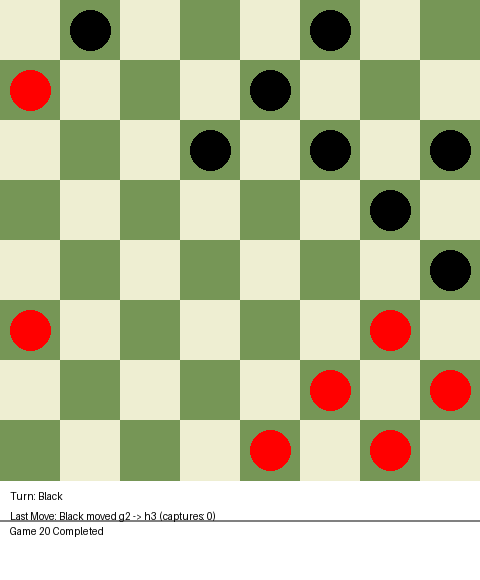 Turn: Black
Last Move: Black moved g2 -> h3 (captures: 0)
Game 20 Completed